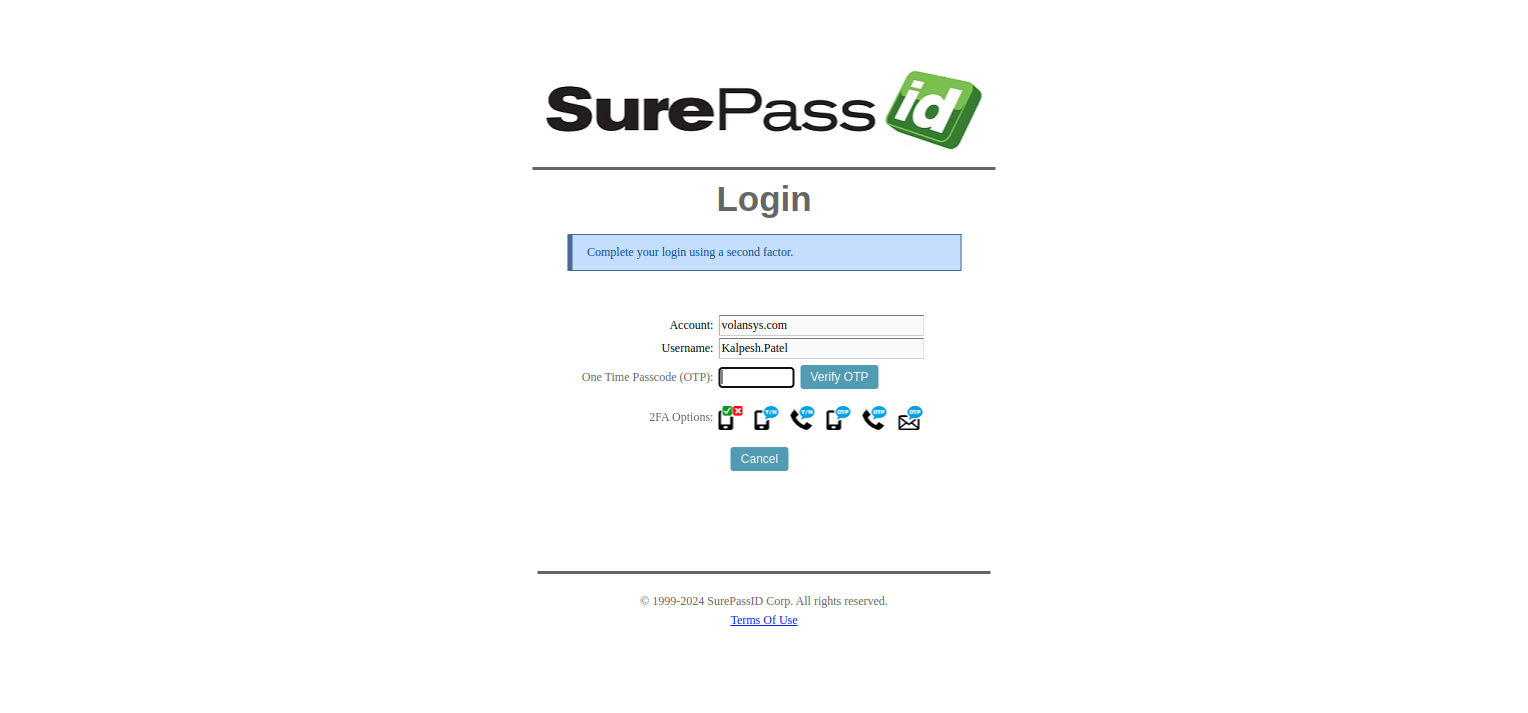 SurePass id
Login
Complete your login using a second factor.
Account: volansys.com
Username: Kalpesh.Patel
One Time Passcode (OTP): Verify OTP
2FA Options: Y/N Y/N OTP OTP OTP
Cancel
© 1999-2024 SurePassID Corp. All rights reserved.
Terms Of Use